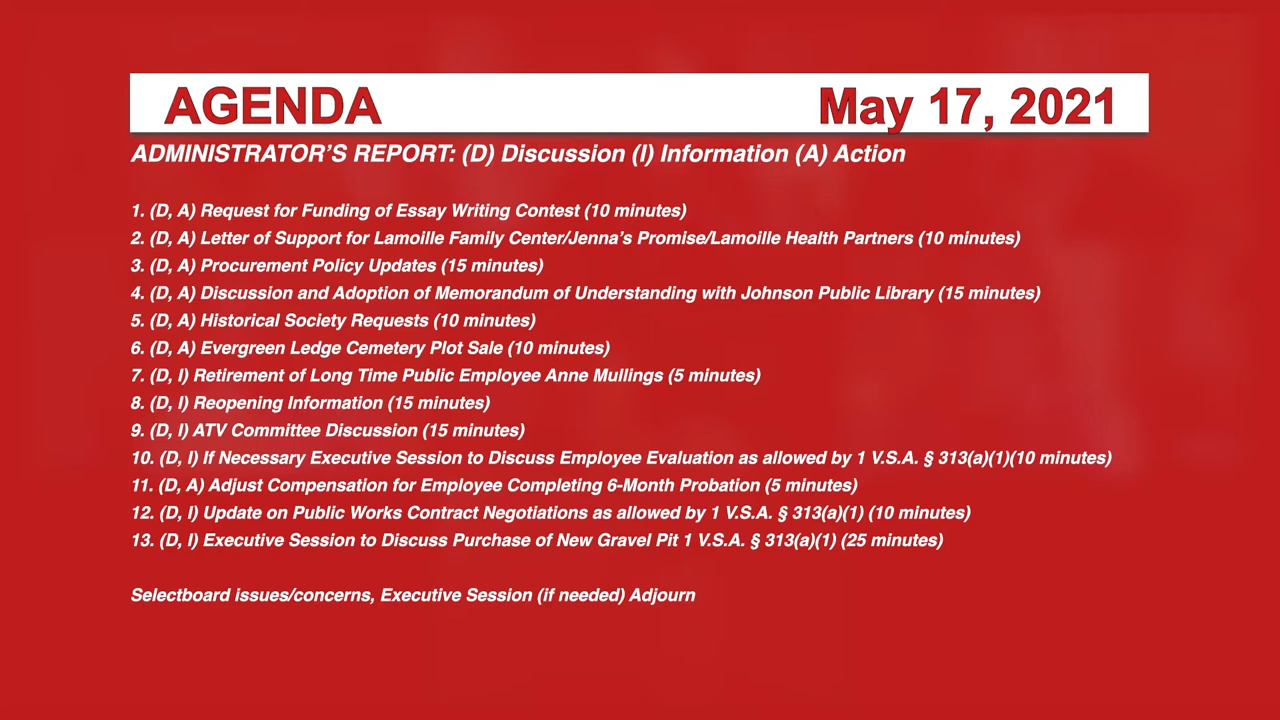 AGENDA May 17, 2021
ADMINISTRATOR'S REPORT: (D) Discussion (I) Information (A) Action
1. (D, A) Request for Funding of Essay Writing Contest (10 minutes)
2. (D, A) Letter of Support for Lamoille Family Center/Jenna's Promise/Lamoille Health Partners (10 minutes)
3. (D, A) Procurement Policy Updates (15 minutes)
4. (D, A) Discussion and Adoption of Memorandum of Understanding with Johnson Public Library (15 minutes)
5. (D, A) Historical Society Requests (10 minutes)
6. (D, A) Evergreen Ledge Cemetery Plot Sale (10 minutes)
7. (D, I) Retirement of Long Time Public Employee Anne Mullings (5 minutes)
8. (D, I) Reopening Information (15 minutes)
9. (D, I) ATV Committee Discussion (15 minutes)
10. (D, I) If Necessary Executive Session to Discuss Employee Evaluation as allowed by 1 V.S.A. § 313(a)(1)(10 minutes)
11. (D, A) Adjust Compensation for Employee Completing 6-Month Probation (5 minutes)
12. (D, I) Update on Public Works Contract Negotiations as allowed by 1 V.S.A. § 313(a)(1) (10 minutes)
13. (D, I) Executive Session to Discuss Purchase of New Gravel Pit 1 V.S.A. § 313(a)(1) (25 minutes)
Selectboard issues/concerns, Executive Session (if needed) Adjourn